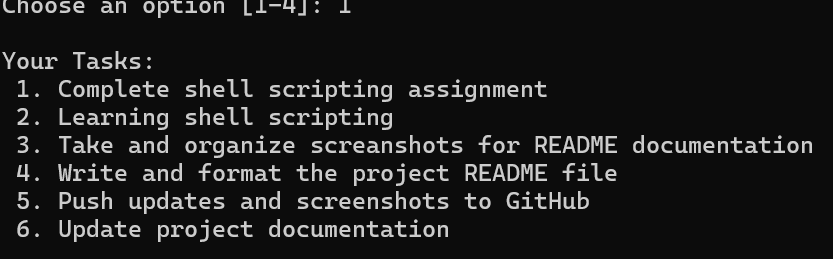 Choose an option [1-4]: 1
Your Tasks:
1. Complete shell scripting assignment
2. Learning shell scripting
3. Take and organize screanshots for README documentation
4. Write and format the project README file
5. Push updates and screenshots to GitHub
6. Update project documentation